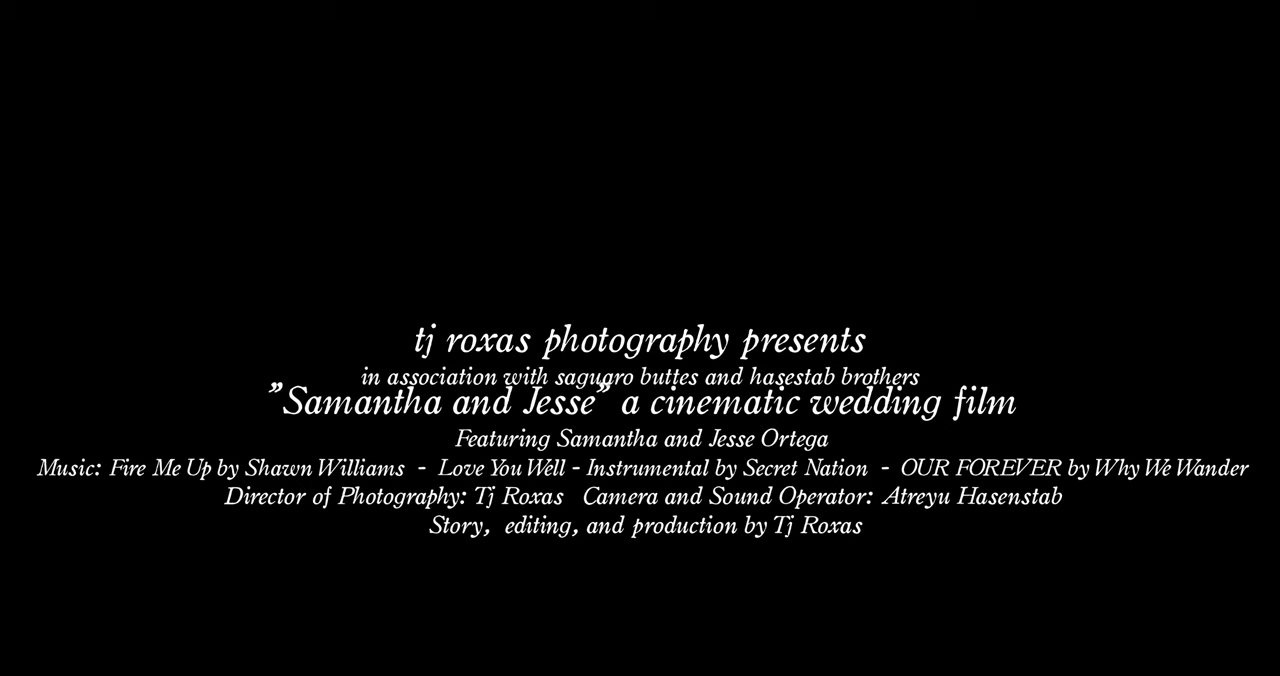 tj roxas photography presents
in association with saguaro buttes and hasestab brothers
”Samantha and Jesse” a cinematic wedding film
Featuring Samantha and Jesse Ortega
Music: Fire Me Up by Shawn Williams - Love You Well - Instrumental by Secret Nation - OUR FOREVER by Why We Wander
Director of Photography: Tj Roxas Camera and Sound Operator: Atreyu Hasenstab
Story, editing, and production by Tj Roxas